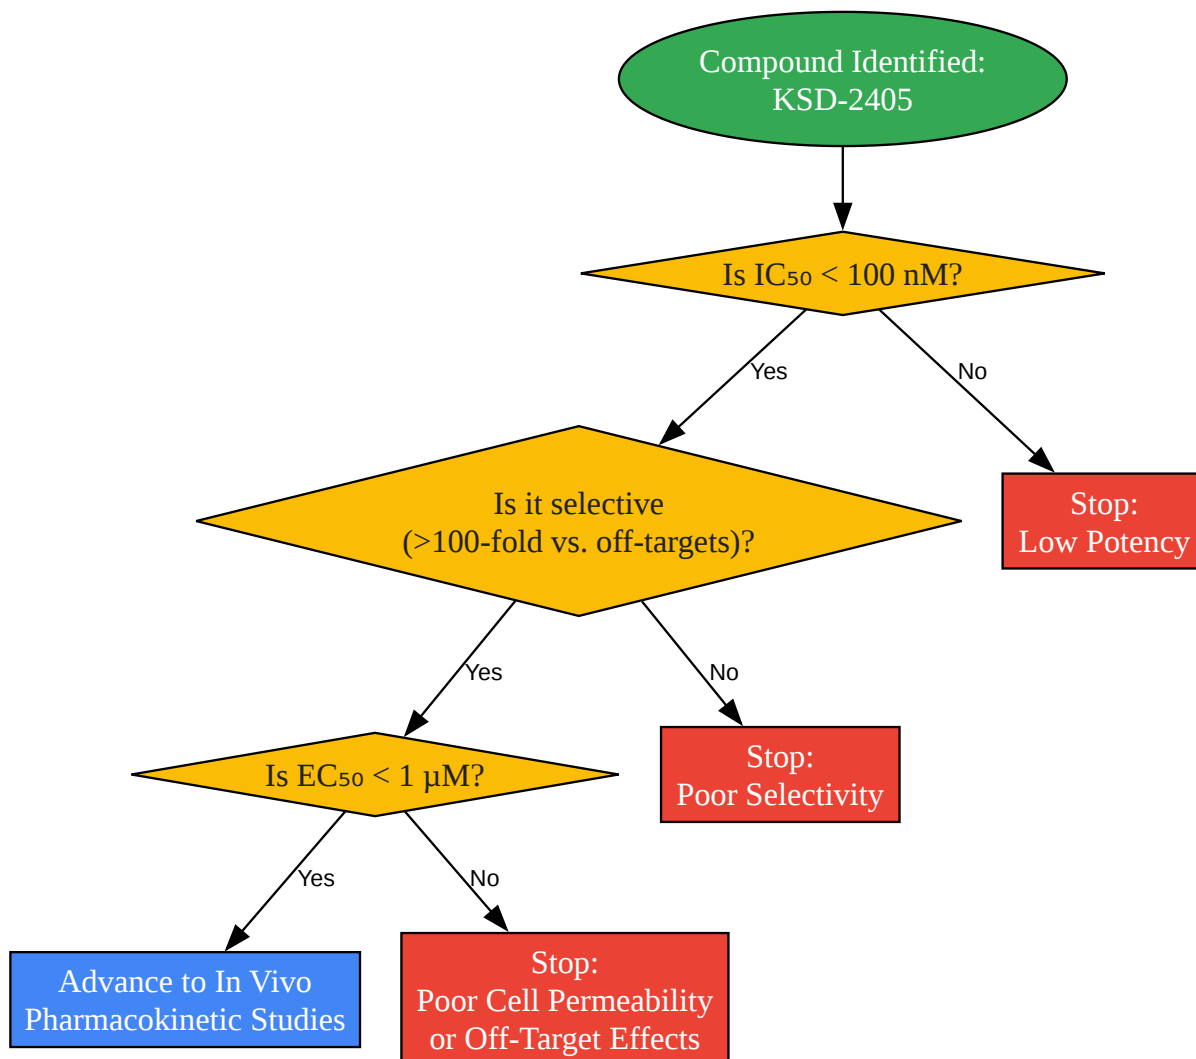 Compound Identified:
KSD-2405
Is IC₅₀ < 100 nM?
Yes
No
Is it selective
(>100-fold vs. off-targets)?
Stop:
Low Potency
Yes
No
Is EC₅₀ < 1 µM?
Stop:
Poor Selectivity
Yes
No
Advance to In Vivo
Pharmacokinetic Studies
Stop:
Poor Cell Permeability
or Off-Target Effects